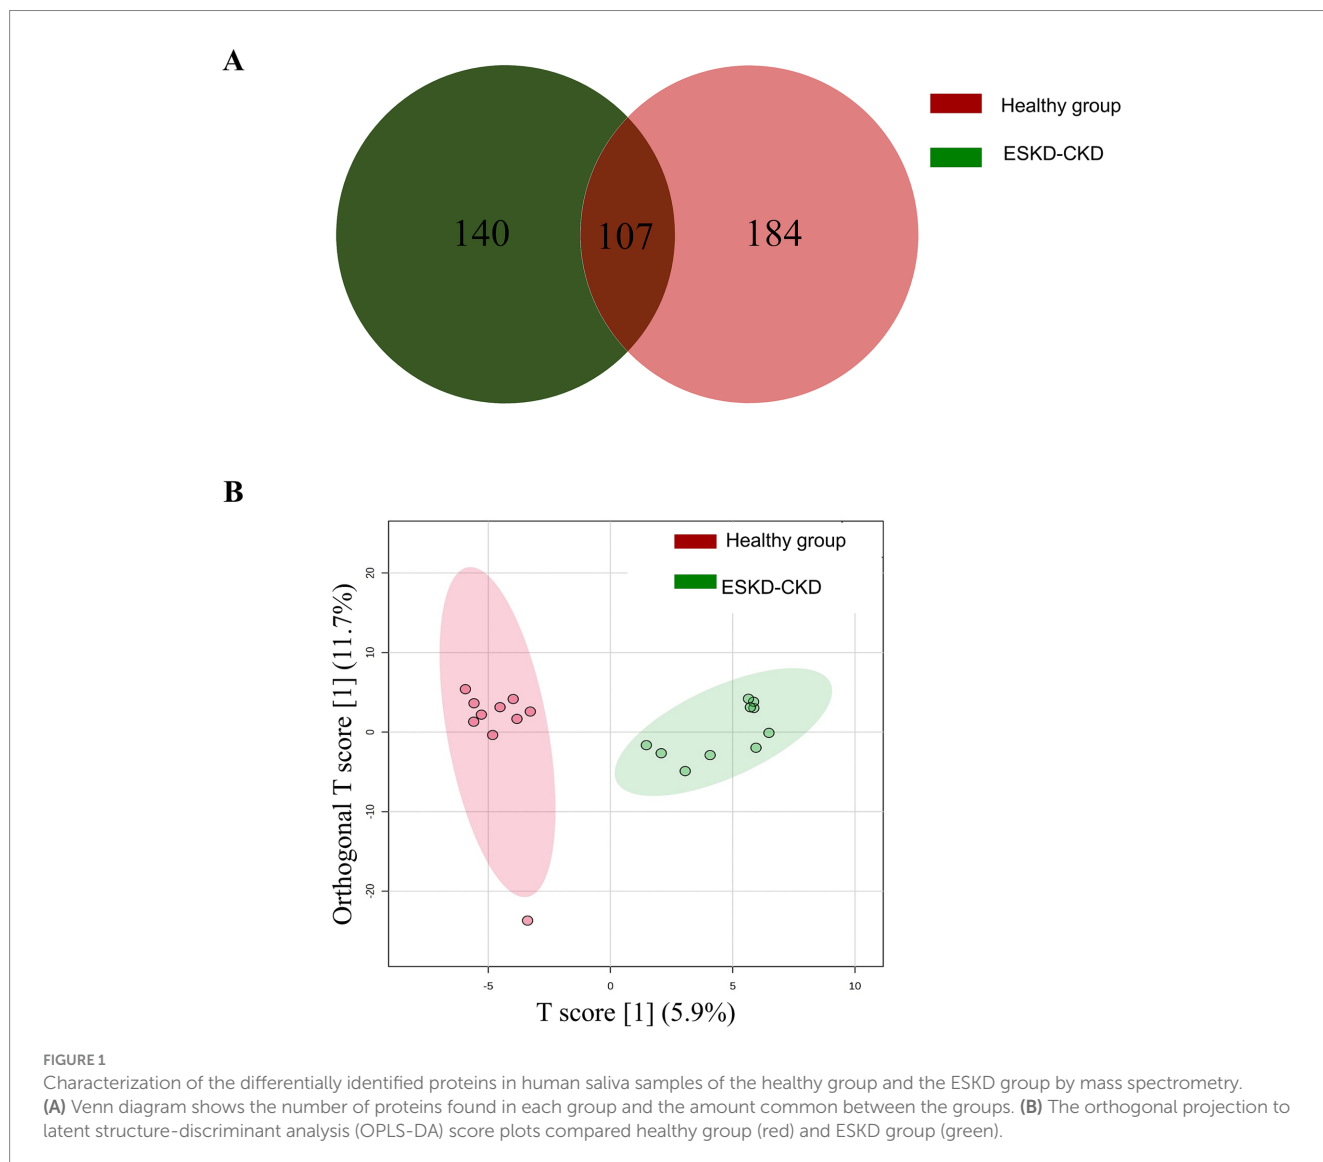 A
Healthy group
ESKD-CKD
140
107
184
B
Healthy group
ESKD-CKD
Orthogonal T score [1] (11.7%)
20
10
0
-10
-20
-5
0
5
10
T score [1] (5.9%)
FIGURE 1
Characterization of the differentially identified proteins in human saliva samples of the healthy group and the ESKD group by mass spectrometry.
(A) Venn diagram shows the number of proteins found in each group and the amount common between the groups. (B) The orthogonal projection to
latent structure-discriminant analysis (OPLS-DA) score plots compared healthy group (red) and ESKD group (green).